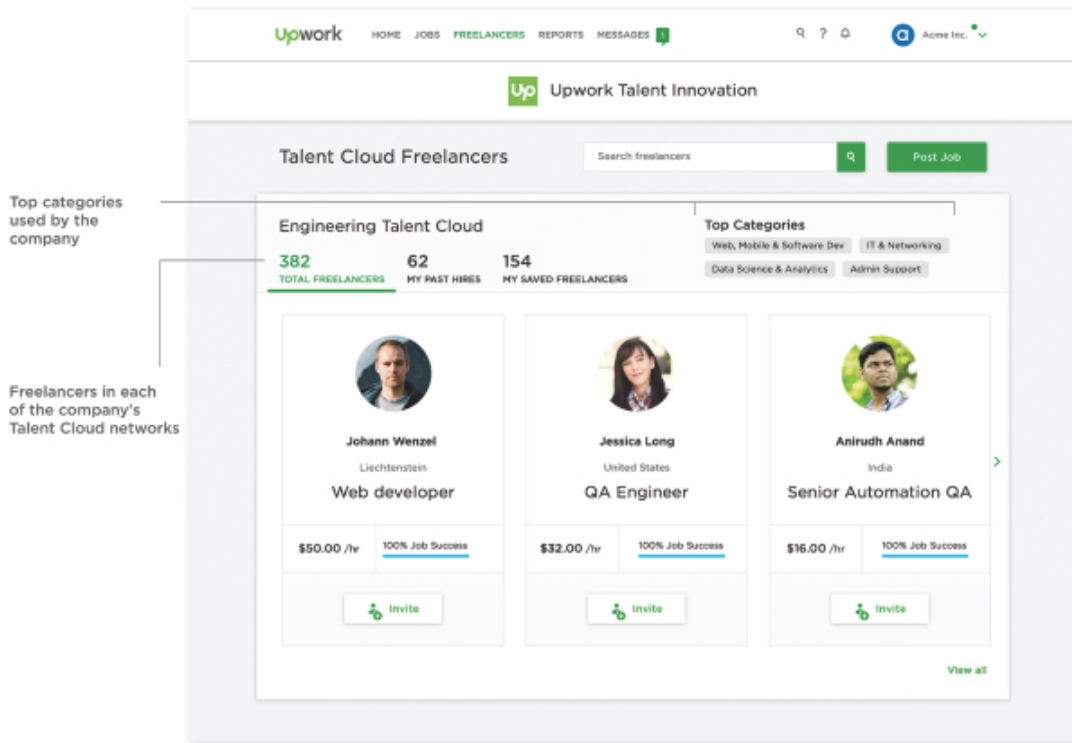 Upwork HOME JOBS FREELANCERS REPORTS MESSAGES 1 ? a Acme Inc.
Up Upwork Talent Innovation
Talent Cloud Freelancers Search freelancers Post Job
Top categories
used by the
company
Engineering Talent Cloud
382 62 154
TOTAL FREELANCERS MY PAST HIRES MY SAVED FREELANCERS
Top Categories
Web, Mobile & Software Dev IT & Networking
Data Science & Analytics Admin Support
Freelancers in each
of the company's
Talent Cloud networks
Johann Wenzel
Liechtenstein
Web developer
$50.00 /hr 100% Job Success
Invite
Jessica Long
United States
QA Engineer
$32.00 /hr 100% Job Success
Invite
Anirudh Anand
India
Senior Automation QA
$16.00 /hr 100% Job Success
Invite
View all